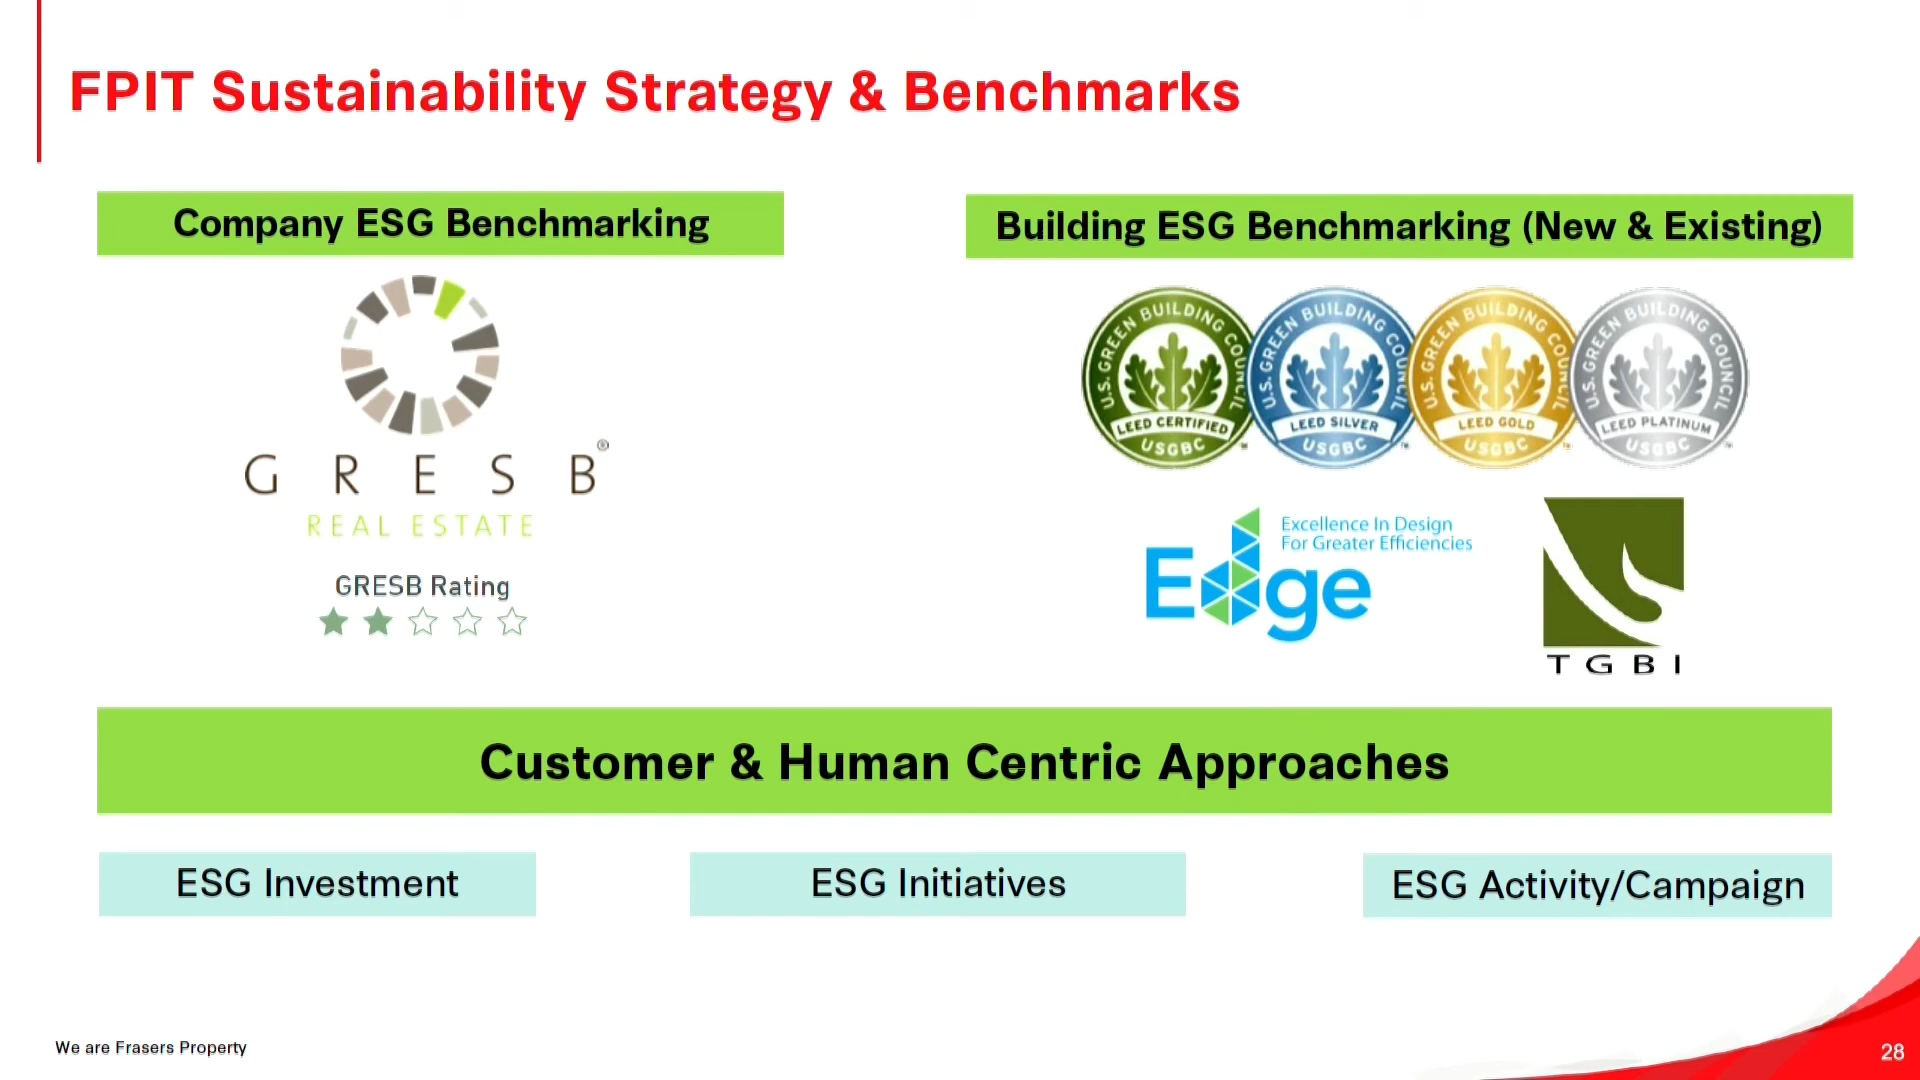 FPIT Sustainability Strategy & Benchmarks
Company ESG Benchmarking
GRESB®
REAL ESTATE
GRESB Rating
Building ESG Benchmarking (New & Existing)
U.S. GREEN BUILDING COUNCIL
LEED CERTIFIED
USGBC
U.S. GREEN BUILDING COUNCIL
LEED SILVER
USGBC
U.S. GREEN BUILDING COUNCIL
LEED GOLD
USGBC
U.S. GREEN BUILDING COUNCIL
LEED PLATINUM
USGBC
Excellence In Design
For Greater Efficiencies
Edge
TGBI
Customer & Human Centric Approaches
ESG Investment
ESG Initiatives
ESG Activity/Campaign
We are Frasers Property
28